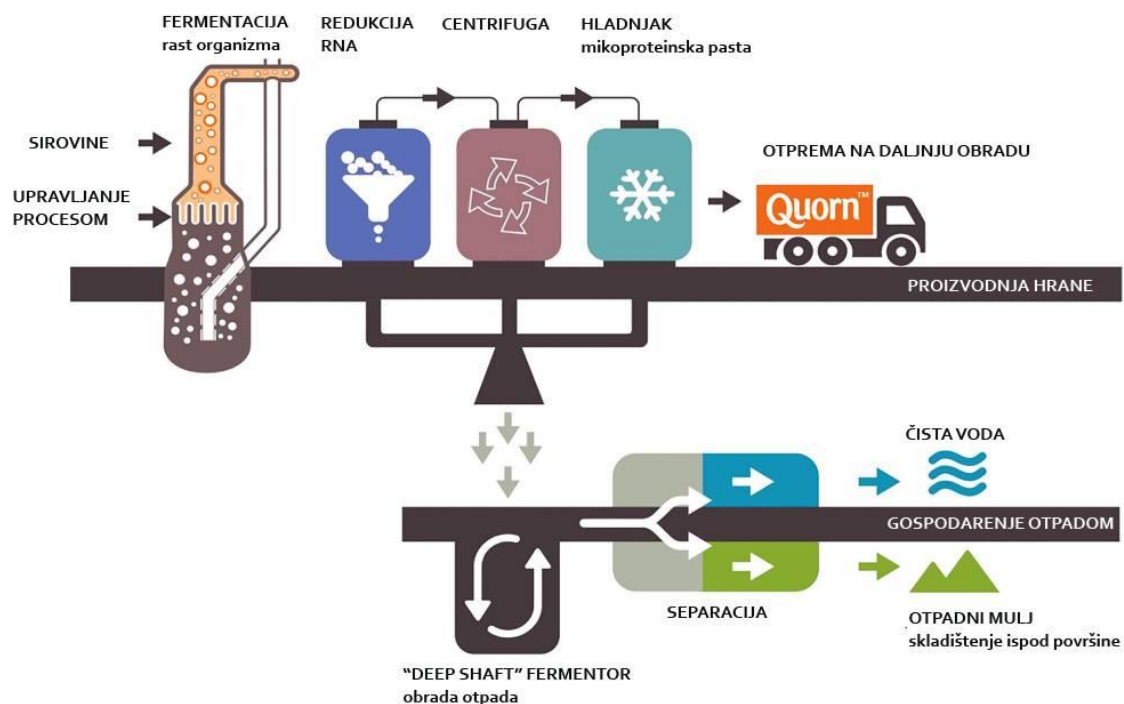 FERMENTACIJA
rast organizma
REDUKCIJA
RNA
CENTRIFUGA
HLADNJAK
mikoproteinska pasta
SIROVINE
UPRAVLJANJE
PROCESOM
OTPREMA NA DALJNJU OBRADU
Quorn™
PROIZVODNJA HRANE
ČISTA VODA
GOSPODARENJE OTPADOM
SEPARACIJA
OTPADNI MULJ
skladištenje ispod površine
“DEEP SHAFT” FERMENTOR
obrada otpada